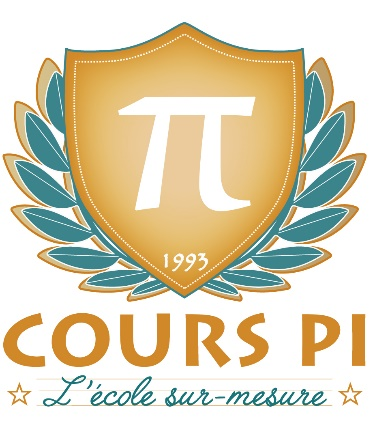 π
1993
COURS PI
L'école sur-mesure